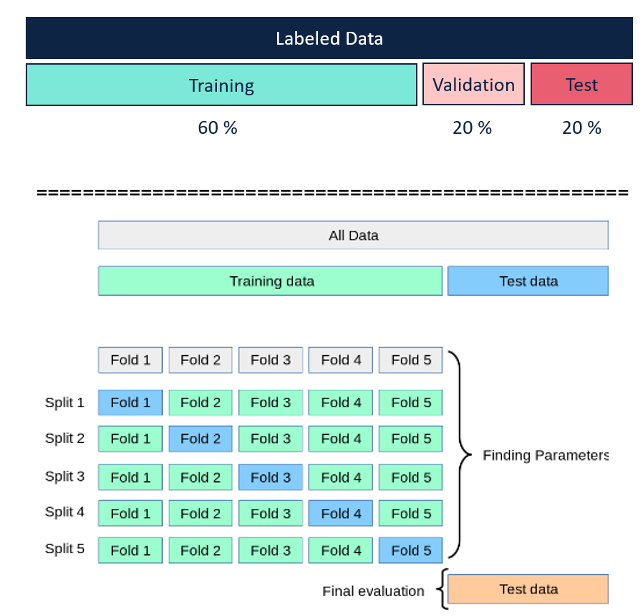 Labeled Data
Training Validation Test
60 % 20 % 20 %
=====================================================
All Data
Training data Test data
Fold 1 Fold 2 Fold 3 Fold 4 Fold 5
Split 1 Fold 1 Fold 2 Fold 3 Fold 4 Fold 5
Split 2 Fold 1 Fold 2 Fold 3 Fold 4 Fold 5
Finding Parameters
Split 3 Fold 1 Fold 2 Fold 3 Fold 4 Fold 5
Split 4 Fold 1 Fold 2 Fold 3 Fold 4 Fold 5
Split 5 Fold 1 Fold 2 Fold 3 Fold 4 Fold 5
Final evaluation Test data